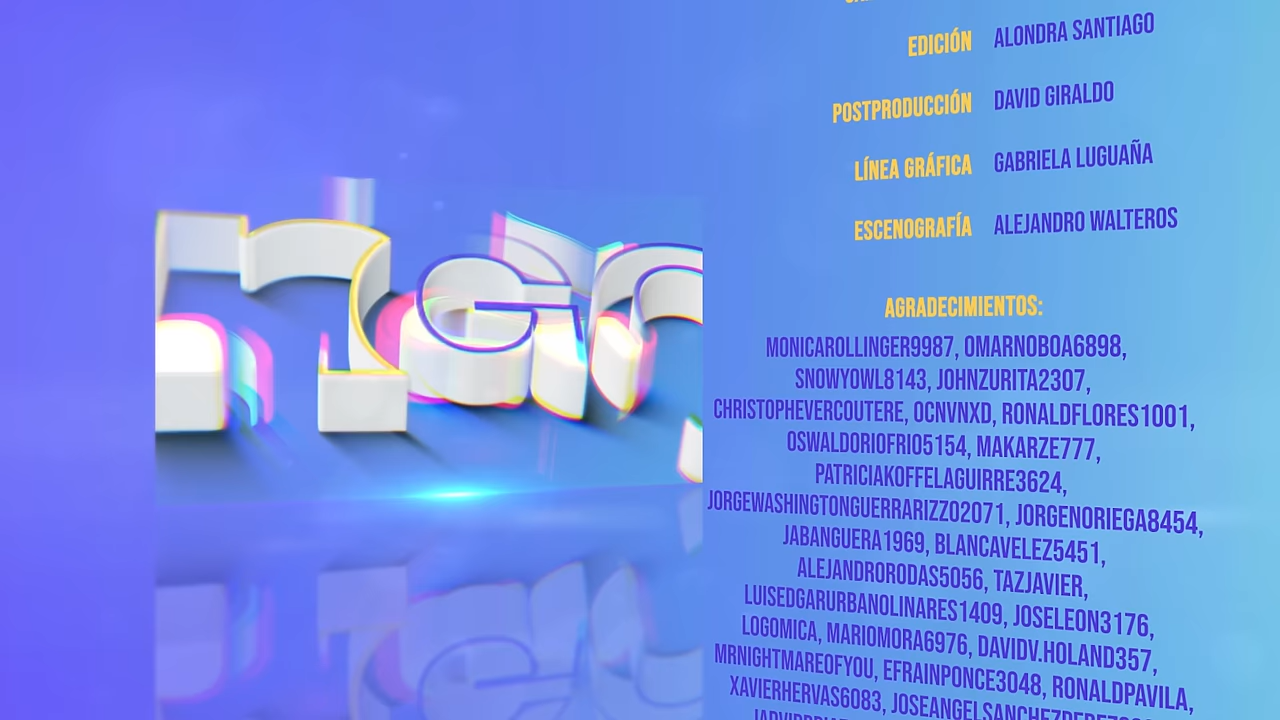 EDICIÓN ALONDRA SANTIAGO
POSTPRODUCCIÓN DAVID GIRALDO
LÍNEA GRÁFICA GABRIELA LUGUAÑA
ESCENOGRAFÍA ALEJANDRO WALTEROS
AGRADECIMIENTOS:
MONICAROLLINGER9987, OMARNOBOA6898,
SNOWYOWL8143, JOHNZURITA2307,
CHRISTOPHEVERCOUTERE, OCNVNXD, RONALDFLORES1001,
OSWALDORIOFRIO5154, MAKARZE777,
PATRICIAKOFFELAGUIRRE3624,
JORGEWASHINGTONGUERRARIZZO2071, JORGENORIEGA8454,
JABANGUERA1969, BLANCAVELEZ5451,
ALEJANDRORODAS5056, TAZJAVIER,
LUISEDGARURBANOLINARES1409, JOSELEON3176,
LOGOMICA, MARIOMORA6976, DAVIDV.HOLAND357,
MRNIGHTMAREOFYOU, EFRAINPONCE3048, RONALDPAVILA,
XAVIERHERVAS6083,